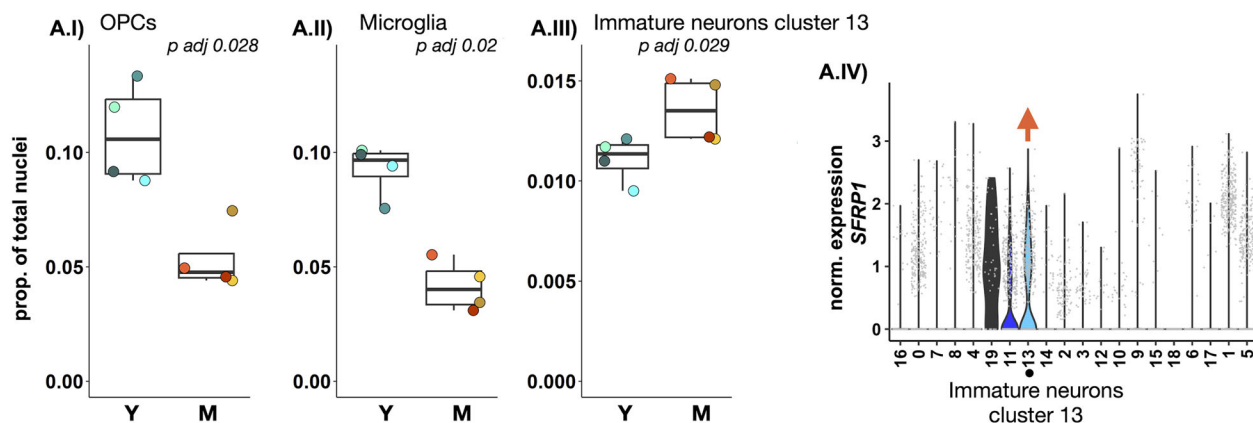 A.I) OPCs
p adj 0.028
prop. of total nuclei
0.10
0.05
0.00
Y M
A.II) Microglia
p adj 0.02
0.10
0.05
0.00
Y M
A.III) Immature neurons cluster 13
p adj 0.029
0.015
0.010
0.005
0.000
Y M
A.IV)
norm. expression
SFRP1
3
2
1
0
16 0 7 8 4 19 11 13 14 2 3 12 10 9 15 18 6 17 1 5
Immature neurons
cluster 13